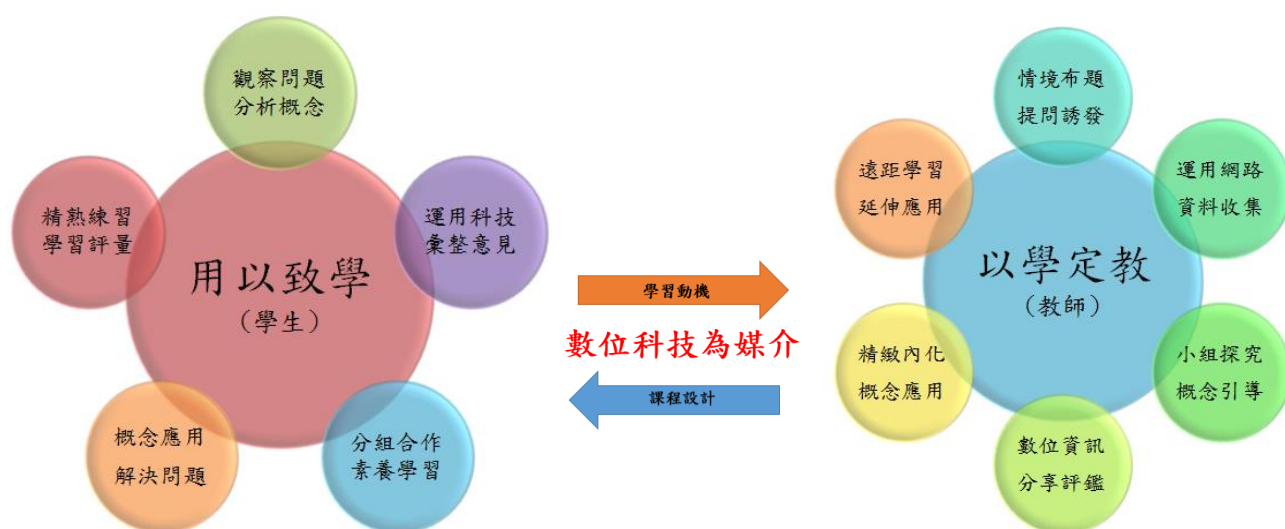 觀察問題
分析概念
運用科技
彙整意見
分組合作
素養學習
概念應用
解決問題
精熟練習
學習評量
用以致學
(學生)
學習動機
數位科技為媒介
課程設計
情境布題
提問誘發
運用網路
資料收集
小組探究
概念引導
數位資訊
分享評鑑
精緻內化
概念應用
遠距學習
延伸應用
以學定教
(教師)